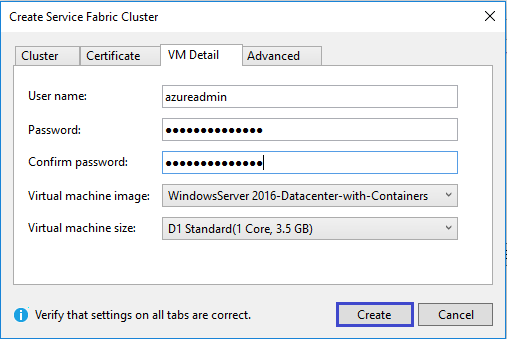 Create Service Fabric Cluster
Cluster Certificate VM Detail Advanced
User name: azureadmin
Password: ●●●●●●●●●●●●●●
Confirm password: ●●●●●●●●●●●●●●
Virtual machine image: WindowsServer 2016-Datacenter-with-Containers
Virtual machine size: D1 Standard(1 Core, 3.5 GB)
Verify that settings on all tabs are correct. Create Cancel